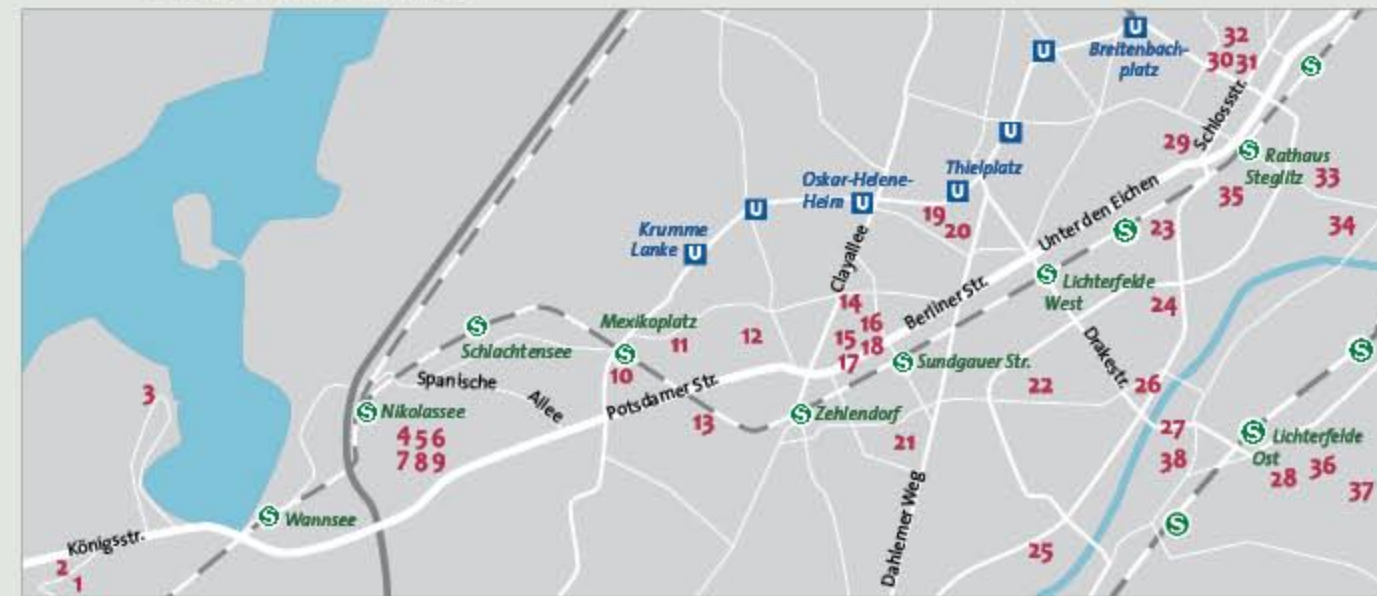 32
30 31
U
U
Breitenbach-
platz
S
Schlossstr.
29
S
Rathaus
Steglitz
33
U
Thielplatz
U
Oskar-Helene-
Heim
U
U
19
20
35
34
Unter den Eichen
S
23
Krumme
Lanke
U
Clayallee
S
Lichterfelde
West
24
Berliner Str.
14
16
15
18
17
Mexikoplatz
S
11
12
10
S
Schlachtensee
Spanische
Allee
Potsdamer Str.
13
S
Sundgauer Str.
Drakestr.
22
26
S
3
S
Nikolassee
4 5 6
7 8 9
S
Zehlendorf
21
27
38
S
Lichterfelde
Ost
28
36
37
S
Wannsee
Königsstr.
2
1
Dahlemer Weg
25
S